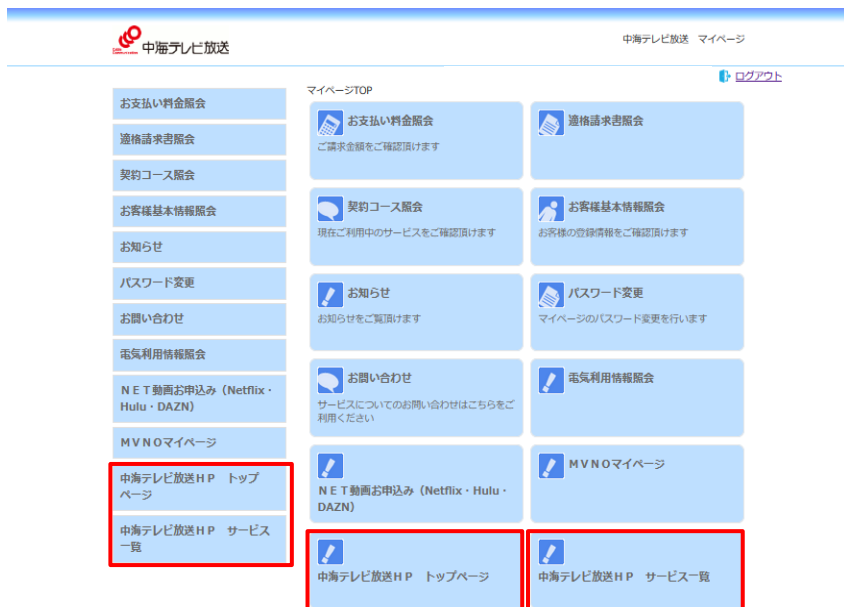 中海テレビ放送
中海テレビ放送 マイページ
ログアウト
お支払い料金照会
適格請求書照会
契約コース照会
お客様基本情報照会
お知らせ
パスワード変更
お問い合わせ
電気利用情報照会
ＮＥＴ動画お申込み（Netflix・
Hulu・DAZN）
ＭＶＮＯマイページ
中海テレビ放送ＨＰ　トップ
ページ
中海テレビ放送ＨＰ　サービス
一覧
マイページTOP
お支払い料金照会
ご請求金額をご確認頂けます
適格請求書照会
契約コース照会
現在ご利用中のサービスをご確認頂けます
お客様基本情報照会
お客様の登録情報をご確認頂けます
お知らせ
お知らせをご覧頂けます
パスワード変更
マイページのパスワード変更を行います
お問い合わせ
サービスについてのお問い合わせはこちらをご
利用ください
電気利用情報照会
ＮＥＴ動画お申込み（Netflix・Hulu・
DAZN）
ＭＶＮＯマイページ
中海テレビ放送ＨＰ　トップページ
中海テレビ放送ＨＰ　サービス一覧